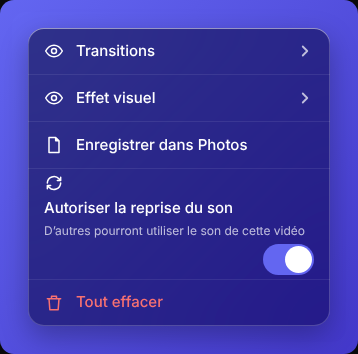 Transitions
Effet visuel
Enregistrer dans Photos
Autoriser la reprise du son
D’autres pourront utiliser le son de cette vidéo
Tout effacer